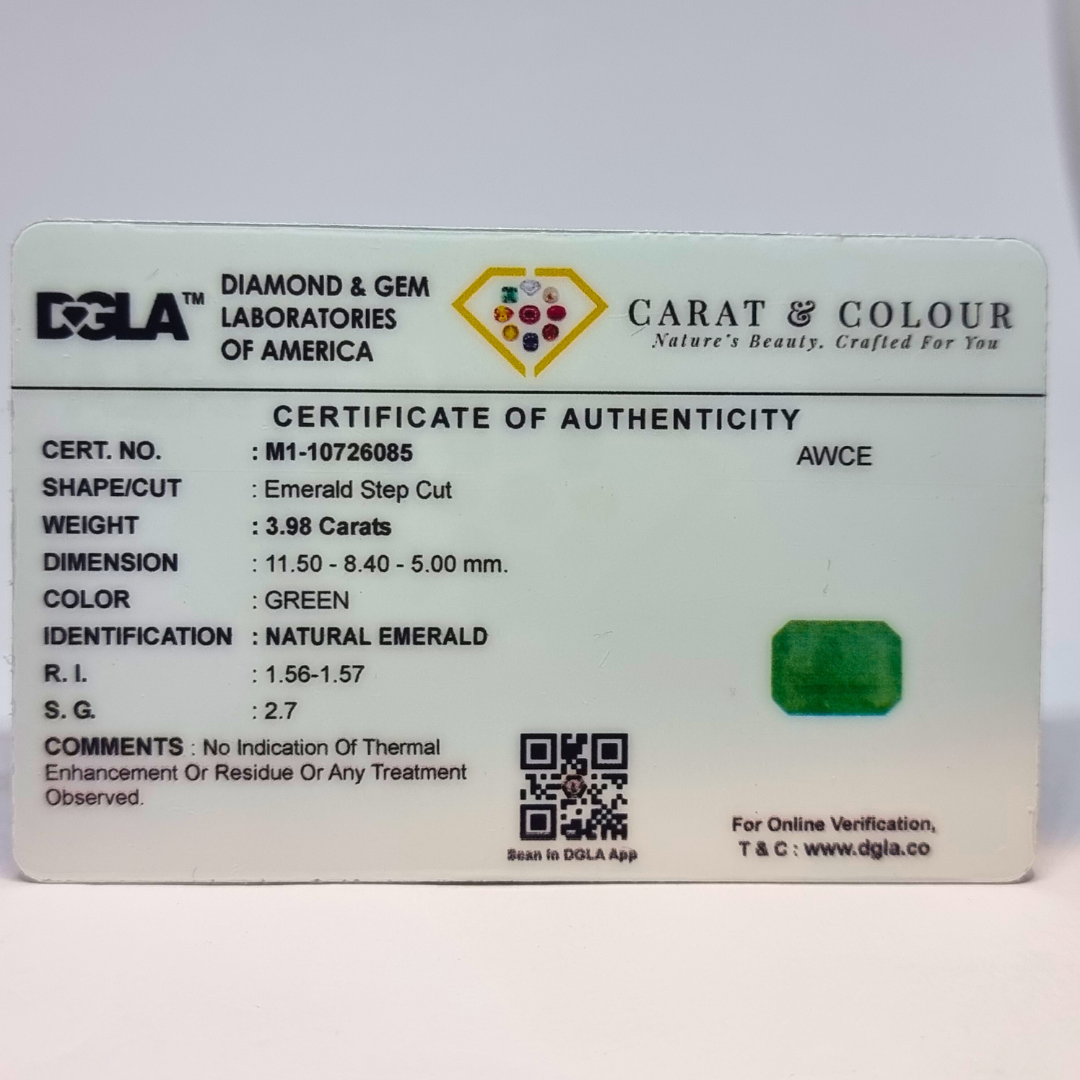 DGLA™
DIAMOND & GEM
LABORATORIES
OF AMERICA
CARAT & COLOUR
Nature's Beauty. Crafted For You
CERTIFICATE OF AUTHENTICITY
CERT. NO. : M1-10726085
AWCE
SHAPE/CUT : Emerald Step Cut
WEIGHT : 3.98 Carats
DIMENSION : 11.50 - 8.40 - 5.00 mm.
COLOR : GREEN
IDENTIFICATION : NATURAL EMERALD
R. I. : 1.56-1.57
S. G. : 2.7
COMMENTS : No Indication Of Thermal
Enhancement Or Residue Or Any Treatment
Observed.
Scan in DGLA App
For Online Verification,
T & C : www.dgla.co